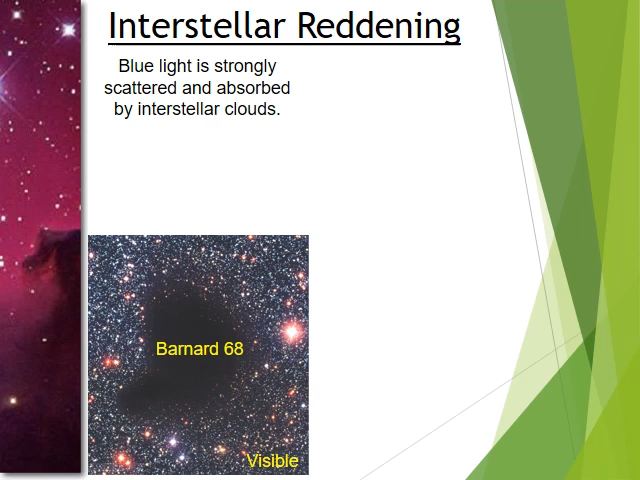 Interstellar Reddening
Blue light is strongly
scattered and absorbed
by interstellar clouds.
Barnard 68
Visible